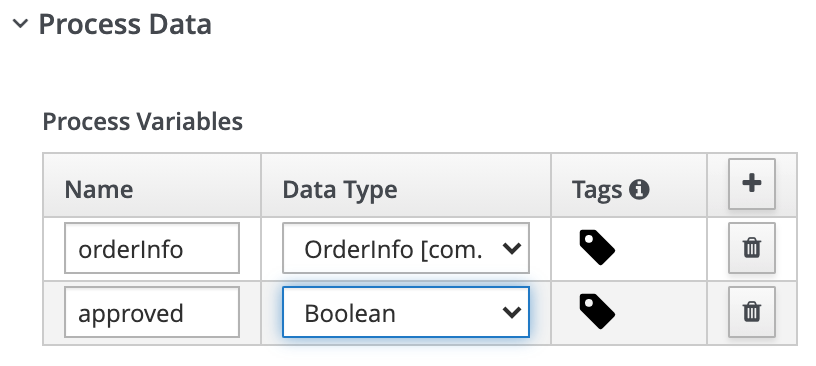 Process Data
Process Variables
Name Data Type Tags
orderInfo OrderInfo [com.
approved Boolean